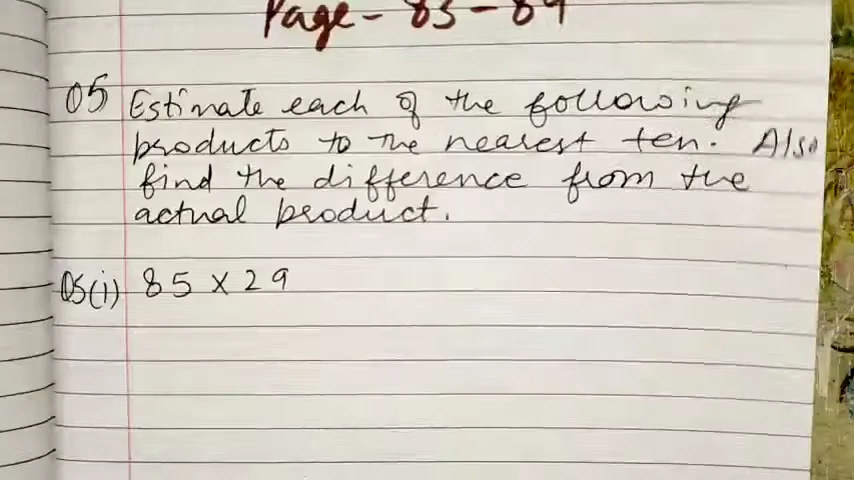 Page - 83 - 84
05 Estimate each of the following
products to the nearest ten. Also
find the difference from the
actual product.
05(i) 85 × 29